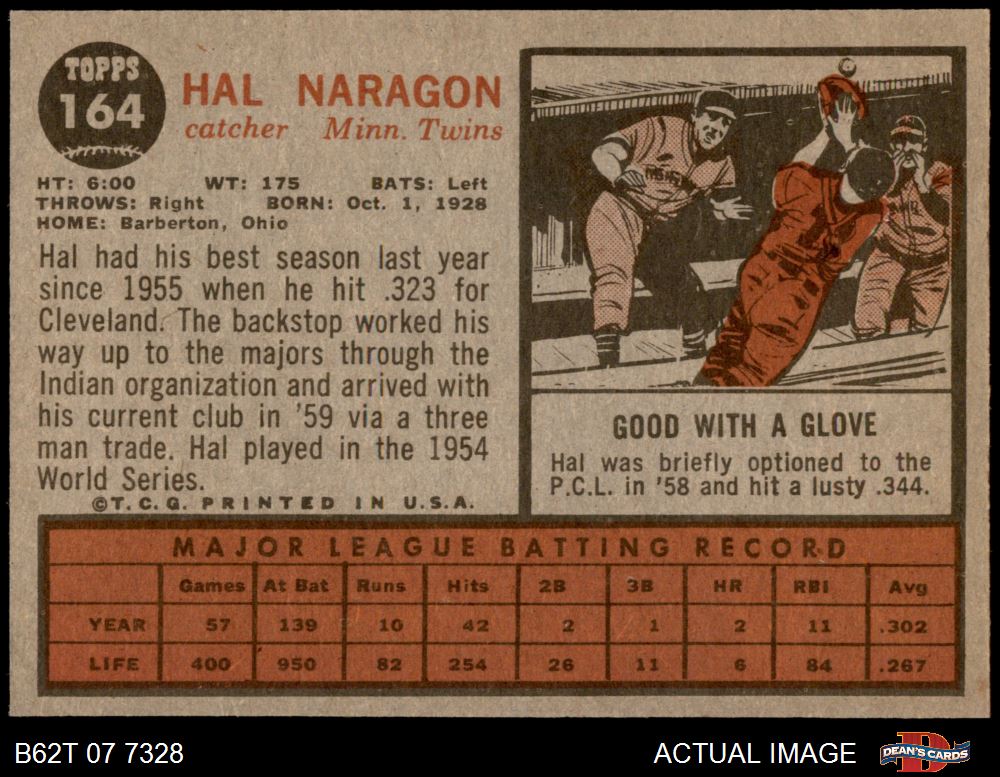 TOPPS
164
HAL NARAGON
catcher Minn. Twins
HT: 6:00 WT: 175 BATS: Left
THROWS: Right BORN: Oct. 1, 1928
HOME: Barberton, Ohio
Hal had his best season last year
since 1955 when he hit .323 for
Cleveland. The backstop worked his
way up to the majors through the
Indian organization and arrived with
his current club in '59 via a three
man trade. Hal played in the 1954
World Series.
©T.C.G. PRINTED IN U.S.A.
GOOD WITH A GLOVE
Hal was briefly optioned to the
P.C.L. in '58 and hit a lusty .344.
MAJOR LEAGUE BATTING RECORD
Games At Bat Runs Hits 2B 3B HR RBI Avg
YEAR 57 139 10 42 2 1 2 11 .302
LIFE 400 950 82 254 26 11 6 84 .267
B62T 07 7328
ACTUAL IMAGE
DEAN'S CARDS